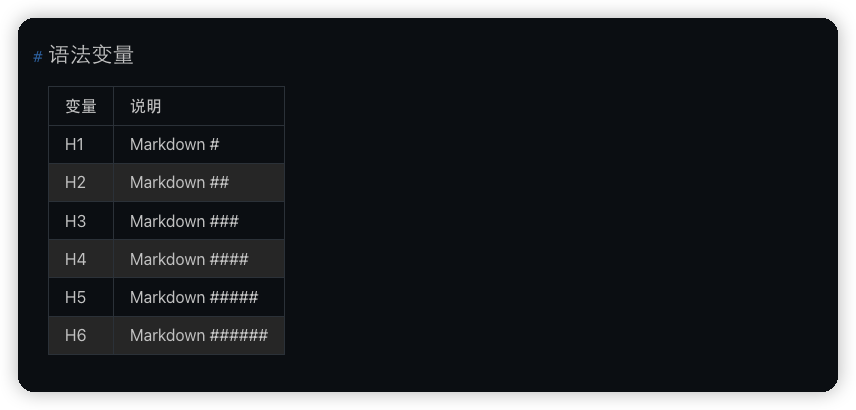 # 语法变量
变量 说明
H1 Markdown #
H2 Markdown ##
H3 Markdown ###
H4 Markdown ####
H5 Markdown #####
H6 Markdown ######